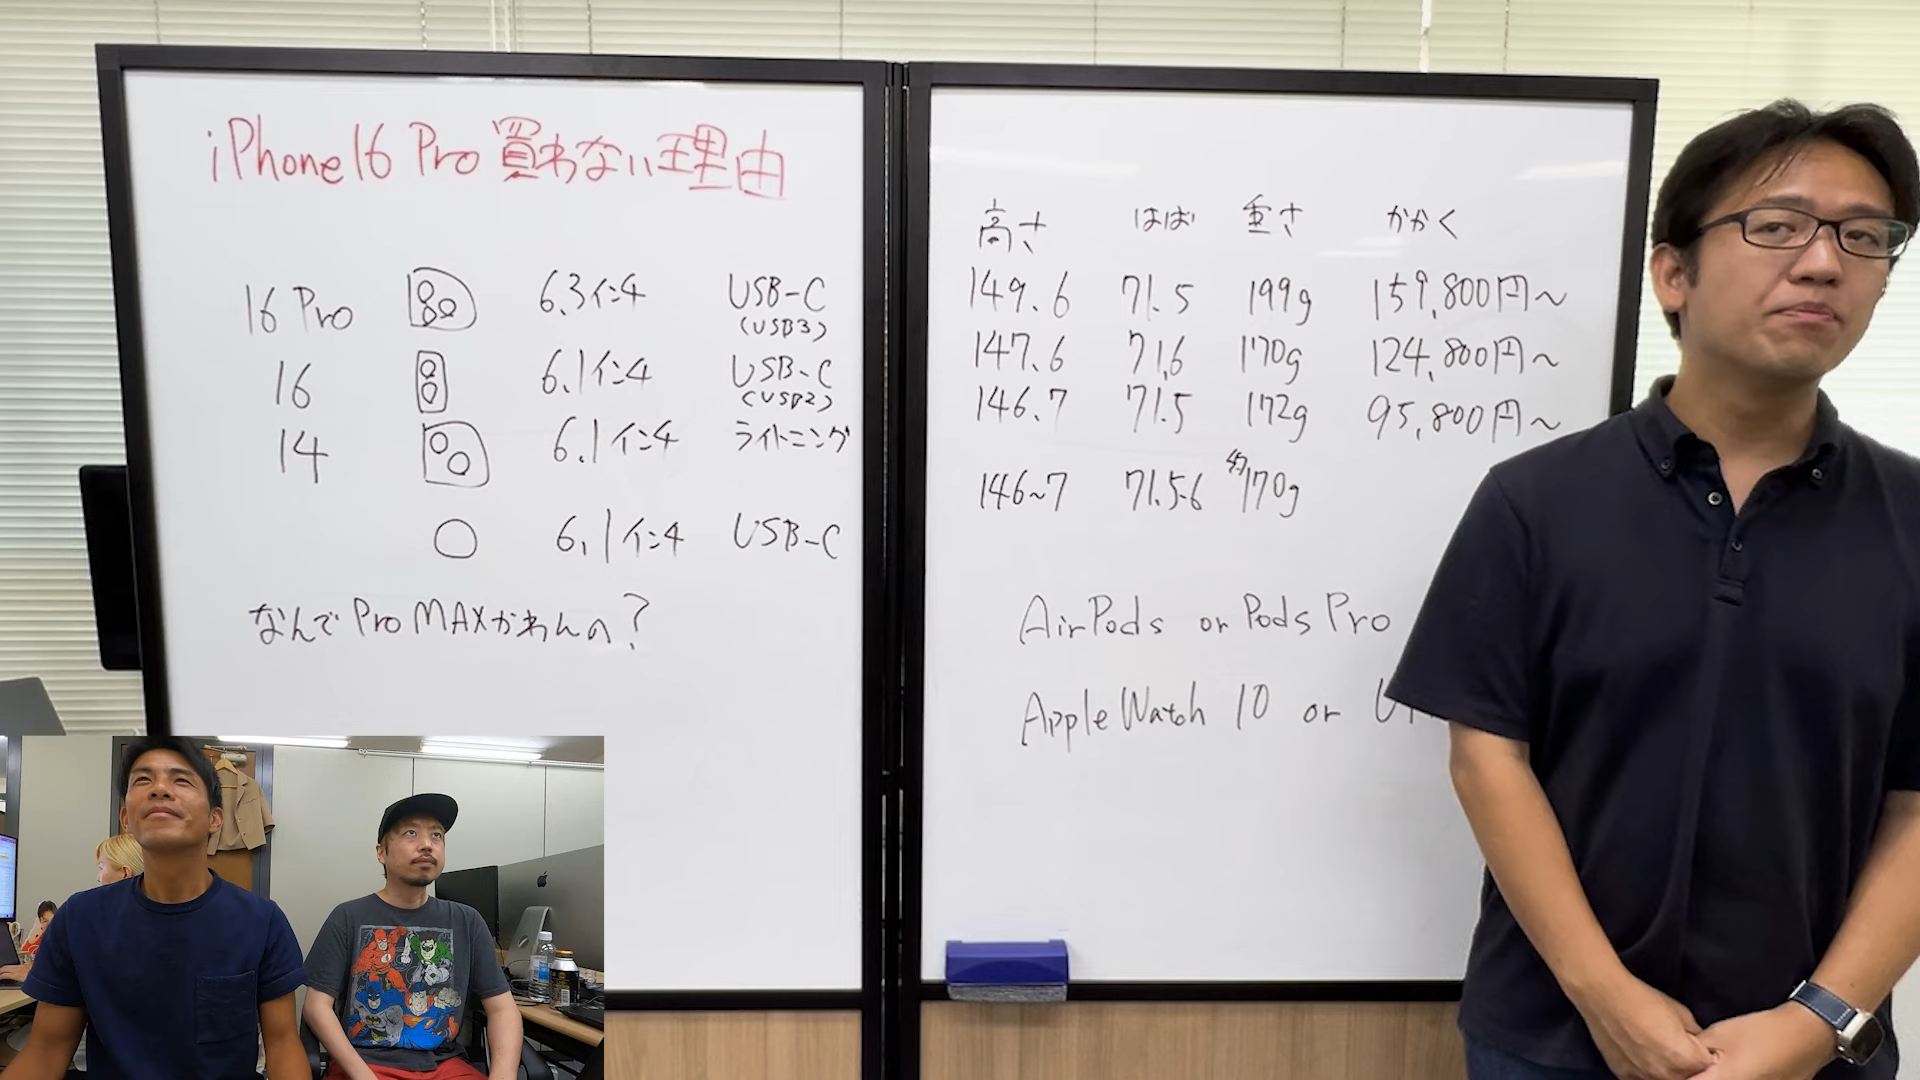 iPhone16 Pro 買わない理由
16 Pro 6.3インチ USB-C
(USB3)
16 6.1インチ USB-C
(USB2)
14 6.1インチ ライトニング
6.1インチ USB-C
なんで Pro MAXかわんの?
高さ はば 重さ かかく
149.6 71.5 199g 159,800円〜
147.6 71.6 170g 124,800円〜
146.7 71.5 172g 95,800円〜
146~7 71.5-6 約170g
AirPods or Pods Pro
Apple Watch 10 or